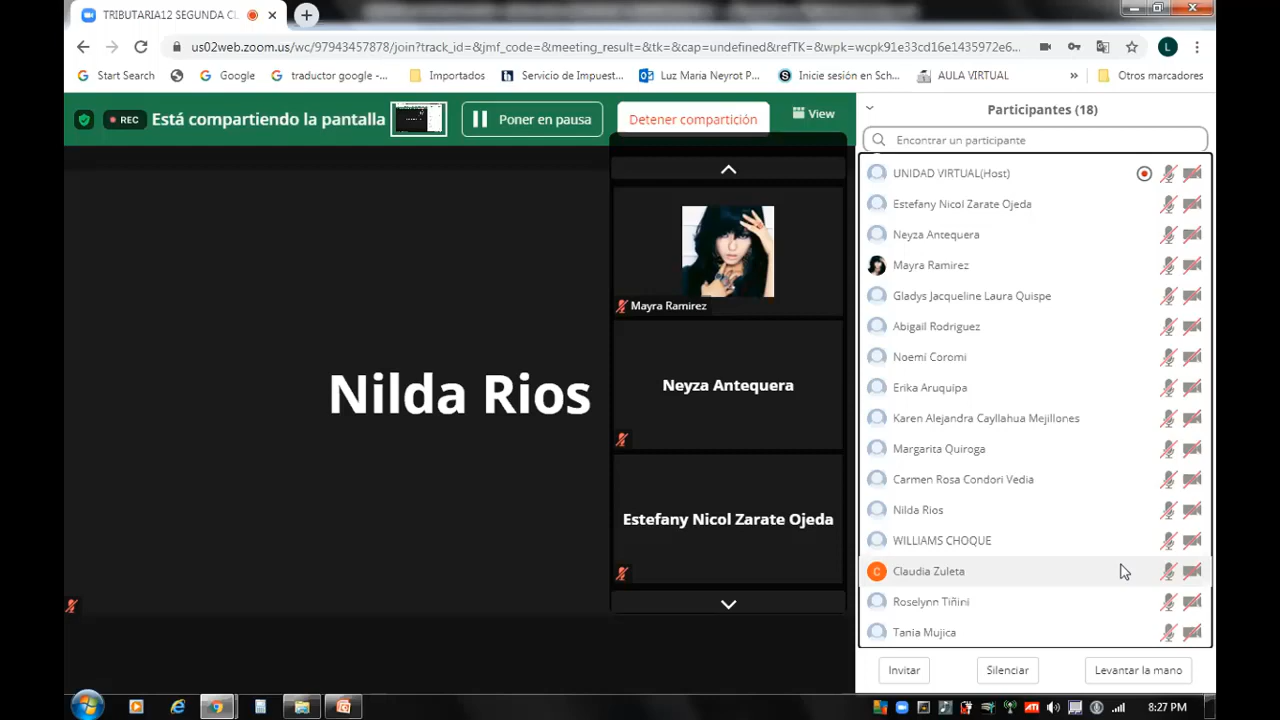 TRIBUTARIA12 SEGUNDA CL
us02web.zoom.us/wc/97943457878/join?track_id=&jmf_code=&meeting_result=&tk=&cap=undefined&refTK=&wpk=wcpk91e33cd16e1435972e6...
L
Start Search
Google
traductor google -...
Importados
Servicio de Impuest...
Luz Maria Neyrot P...
Inicie sesión en Sch...
AULA VIRTUAL
»
Otros marcadores
REC
Está compartiendo la pantalla
Poner en pausa
Detener compartición
View
Nilda Rios
Mayra Ramirez
Neyza Antequera
Estefany Nicol Zarate Ojeda
Participantes (18)
Encontrar un participante
UNIDAD VIRTUAL(Host)
Estefany Nicol Zarate Ojeda
Neyza Antequera
Mayra Ramirez
Gladys Jacqueline Laura Quispe
Abigail Rodriguez
Noemi Coromi
Erika Aruquipa
Karen Alejandra Cayllahua Mejillones
Margarita Quiroga
Carmen Rosa Condori Vedia
Nilda Rios
WILLIAMS CHOQUE
C Claudia Zuleta
Roselynn Tiñini
Tania Mujica
Invitar
Silenciar
Levantar la mano
ATI
8:27 PM